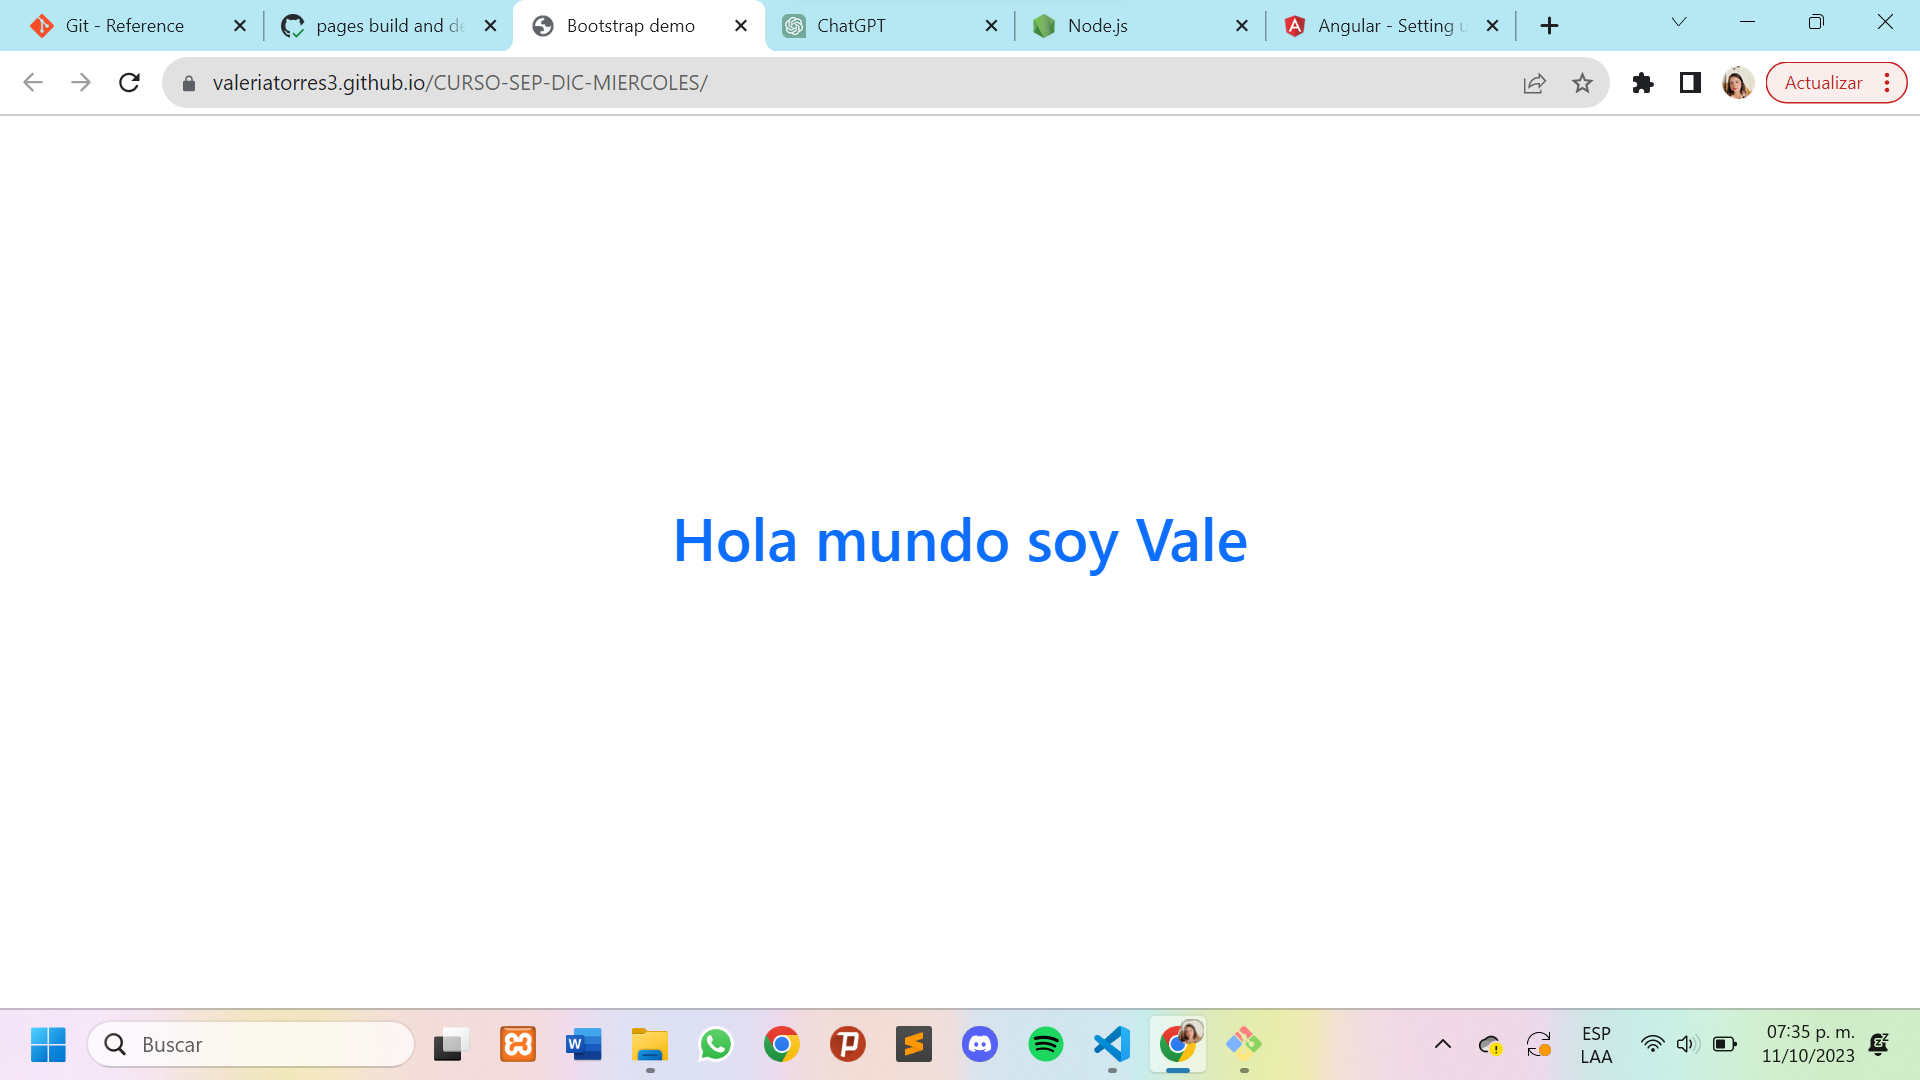 Git - Reference
pages build and de
Bootstrap demo
ChatGPT
Node.js
Angular - Setting u
valeriatorres3.github.io/CURSO-SEP-DIC-MIERCOLES/
Actualizar
Hola mundo soy Vale
Buscar
ESP
LAA
07:35 p. m.
11/10/2023